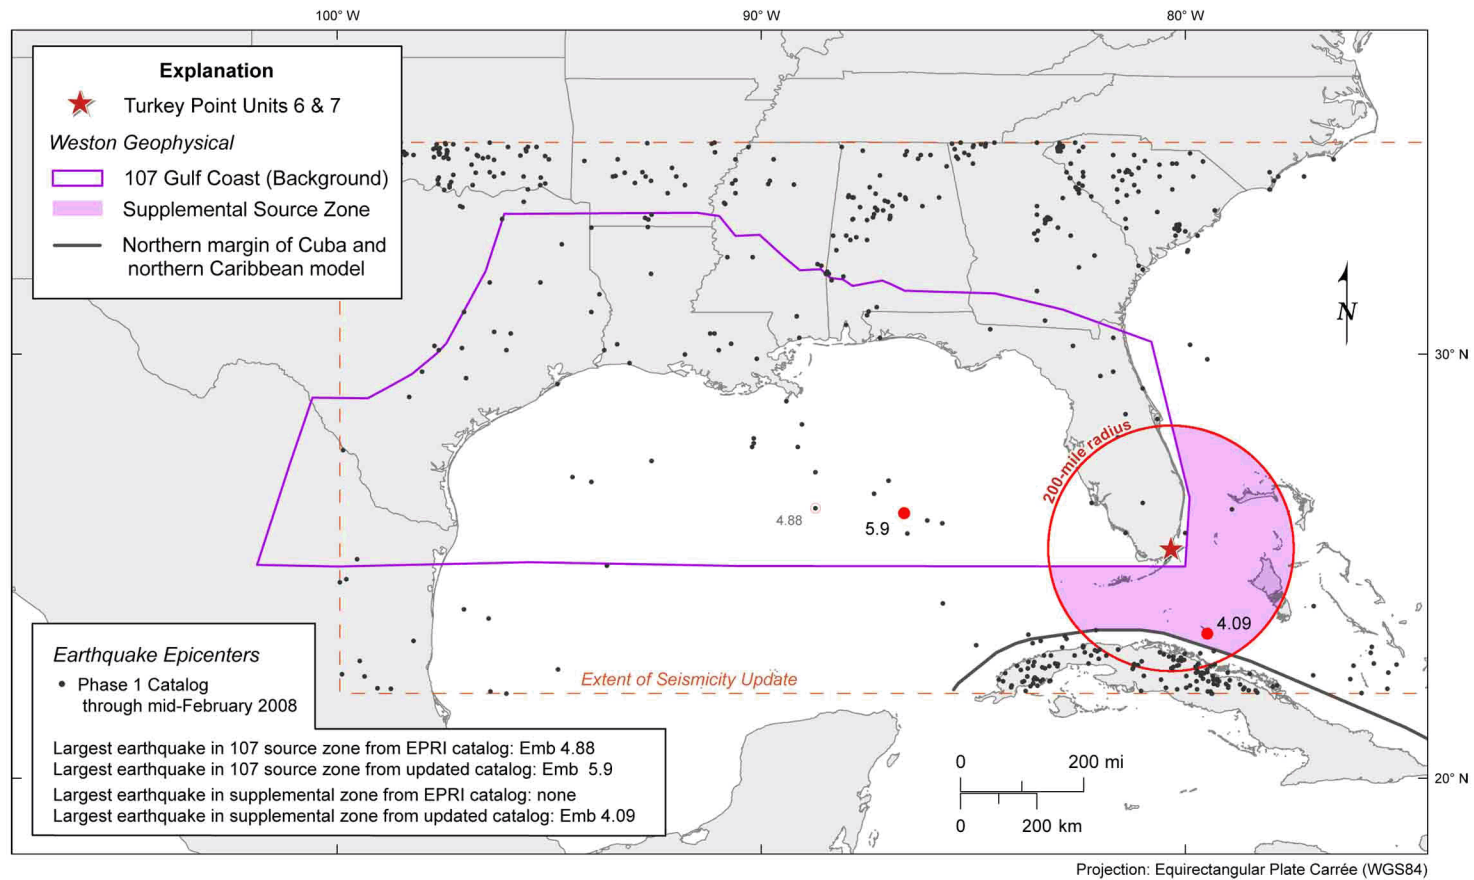 100° W
90° W
80° W
Explanation
Turkey Point Units 6 & 7
Weston Geophysical
107 Gulf Coast (Background)
Supplemental Source Zone
Northern margin of Cuba and
northern Caribbean model
N
30° N
200-mile radius
4.88
5.9
4.09
Extent of Seismicity Update
Earthquake Epicenters
Phase 1 Catalog
through mid-February 2008
Largest earthquake in 107 source zone from EPRI catalog: Emb 4.88
Largest earthquake in 107 source zone from updated catalog: Emb 5.9
Largest earthquake in supplemental zone from EPRI catalog: none
Largest earthquake in supplemental zone from updated catalog: Emb 4.09
0 200 mi
0 200 km
20° N
Projection: Equirectangular Plate Carrée (WGS84)